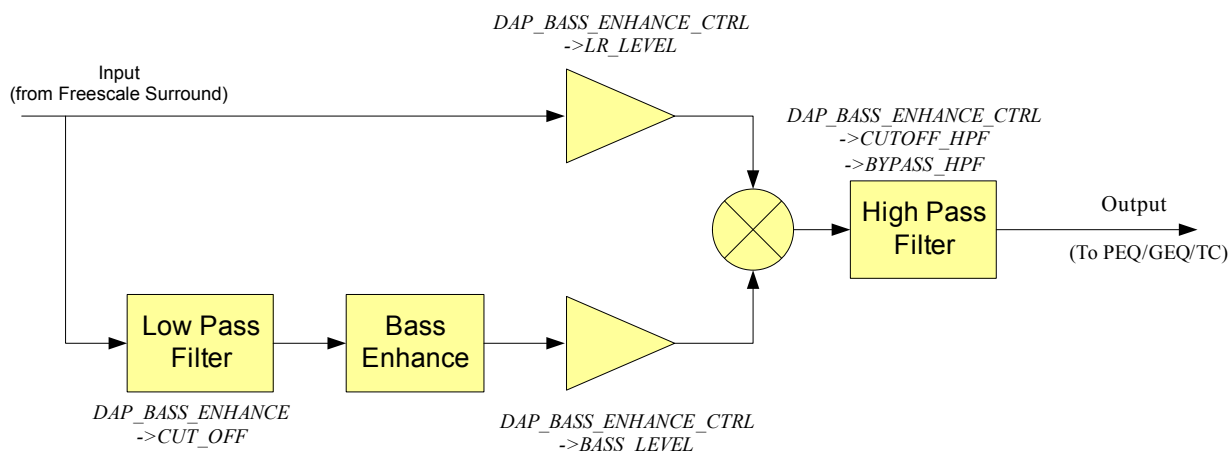 DAP_BASS_ENHANCE_CTRL
->LR_LEVEL
Input
(from Freescale Surround)
DAP_BASS_ENHANCE_CTRL
->CUTOFF_HPF
->BYPASS_HPF
High Pass
Filter
Output
(To PEQ/GEQ/TC)
Low Pass
Filter
Bass
Enhance
DAP_BASS_ENHANCE
->CUT_OFF
DAP_BASS_ENHANCE_CTRL
->BASS_LEVEL